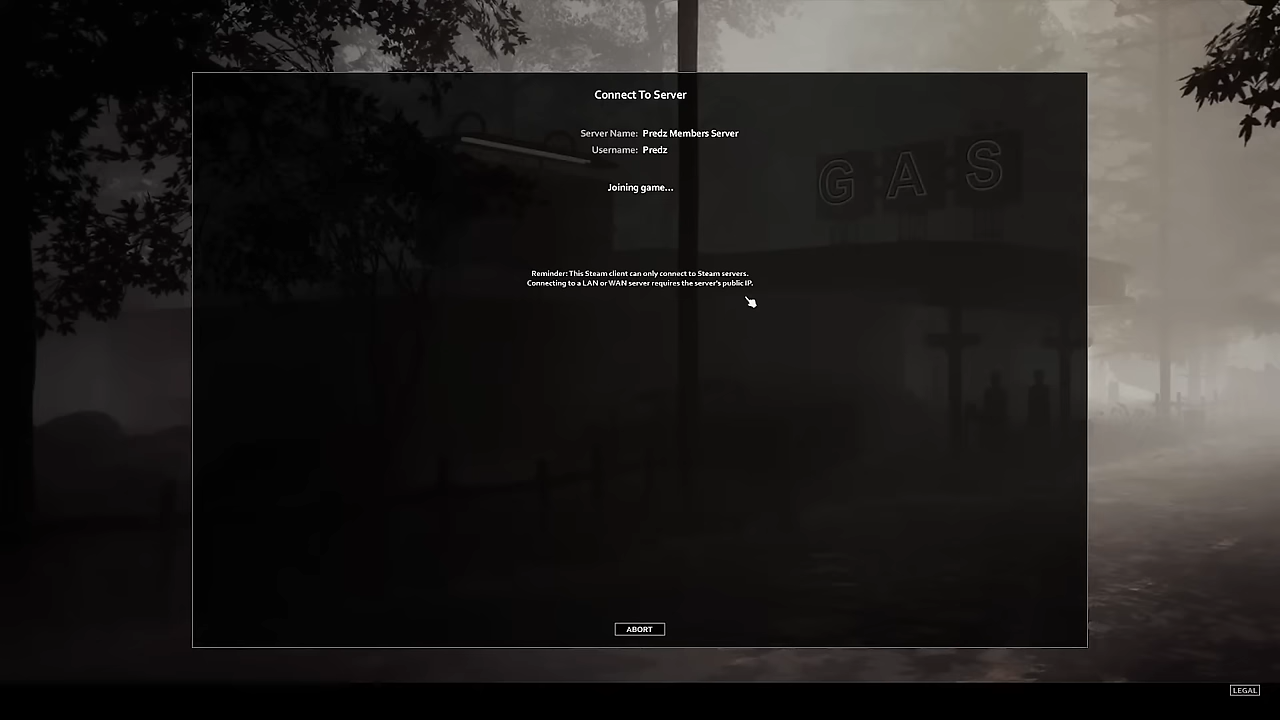 Connect To Server
Server Name: Predz Members Server
Username: Predz
GAS
Joining game...
Reminder: This Steam client can only connect to Steam servers.
Connecting to a LAN or WAN server requires the server's public IP.
ABORT
LEGAL